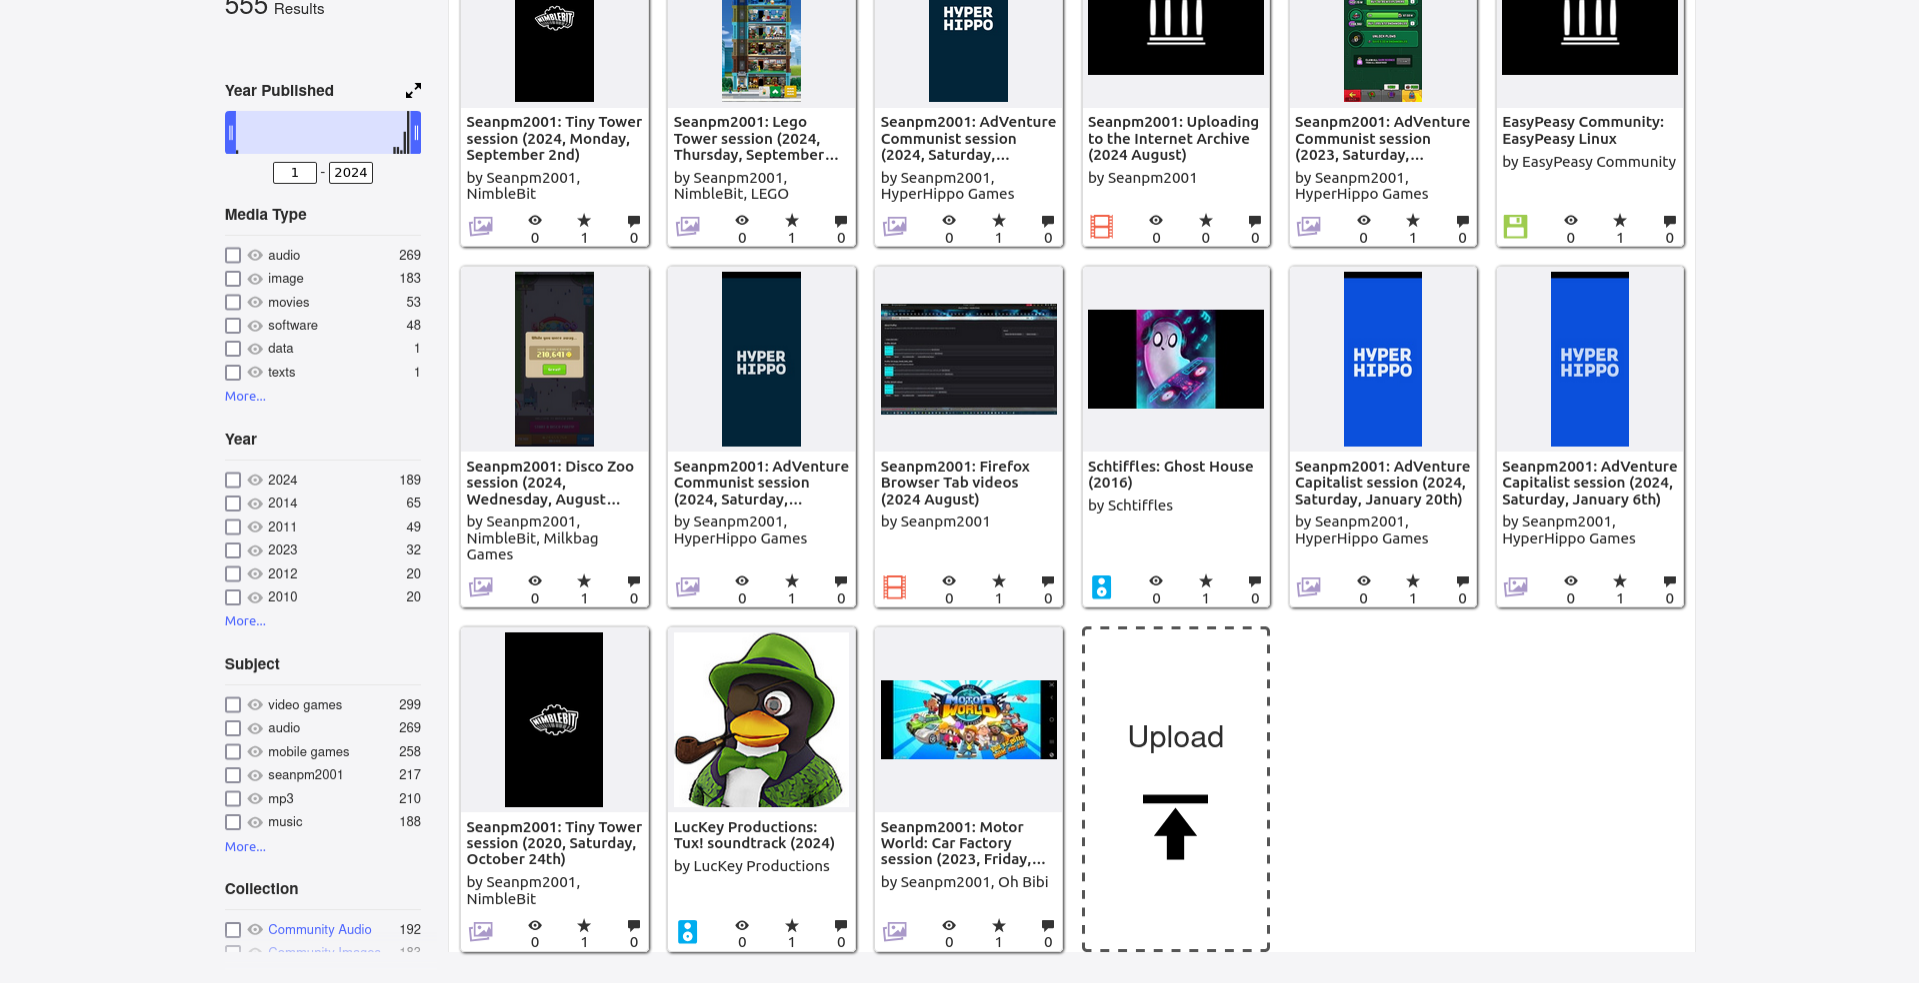 555 Results
Year Published
1 - 2024
Media Type
audio 269
image 183
movies 53
software 48
data 1
texts 1
More...
Year
2024 189
2014 65
2011 49
2023 32
2012 20
2010 20
More...
Subject
video games 299
audio 269
mobile games 258
seanpm2001 217
mp3 210
music 188
More...
Collection
Community Audio 192
Community Images 183
NIMBLEBIT
Seanpm2001: Tiny Tower
session (2024, Monday,
September 2nd)
by Seanpm2001,
NimbleBit
0 1 0
Seanpm2001: Lego
Tower session (2024,
Thursday, September...
by Seanpm2001,
NimbleBit, LEGO
0 1 0
HYPER
HIPPO
Seanpm2001: AdVenture
Communist session
(2024, Saturday,...
by Seanpm2001,
HyperHippo Games
0 1 0
Seanpm2001: Uploading
to the Internet Archive
(2024 August)
by Seanpm2001
0 0 0
Seanpm2001: AdVenture
Communist session
(2023, Saturday,...
by Seanpm2001,
HyperHippo Games
0 1 0
EasyPeasy Community:
EasyPeasy Linux
by EasyPeasy Community
0 1 0
210,641
Seanpm2001: Disco Zoo
session (2024,
Wednesday, August...
by Seanpm2001,
NimbleBit, Milkbag
Games
0 1 0
HYPER
HIPPO
Seanpm2001: AdVenture
Communist session
(2024, Saturday,...
by Seanpm2001,
HyperHippo Games
0 1 0
Seanpm2001: Firefox
Browser Tab videos
(2024 August)
by Seanpm2001
0 1 0
Schtiffles: Ghost House
(2016)
by Schtiffles
0 1 0
HYPER
HIPPO
Seanpm2001: AdVenture
Capitalist session (2024,
Saturday, January 20th)
by Seanpm2001,
HyperHippo Games
0 1 0
HYPER
HIPPO
Seanpm2001: AdVenture
Capitalist session (2024,
Saturday, January 6th)
by Seanpm2001,
HyperHippo Games
0 1 0
NIMBLEBIT
Seanpm2001: Tiny Tower
session (2020, Saturday,
October 24th)
by Seanpm2001,
NimbleBit
0 1 0
LucKey Productions:
Tux! soundtrack (2024)
by LucKey Productions
0 1 0
MOTOR
WORLD
Seanpm2001: Motor
World: Car Factory
session (2023, Friday,...
by Seanpm2001, Oh Bibi
0 1 0
Upload